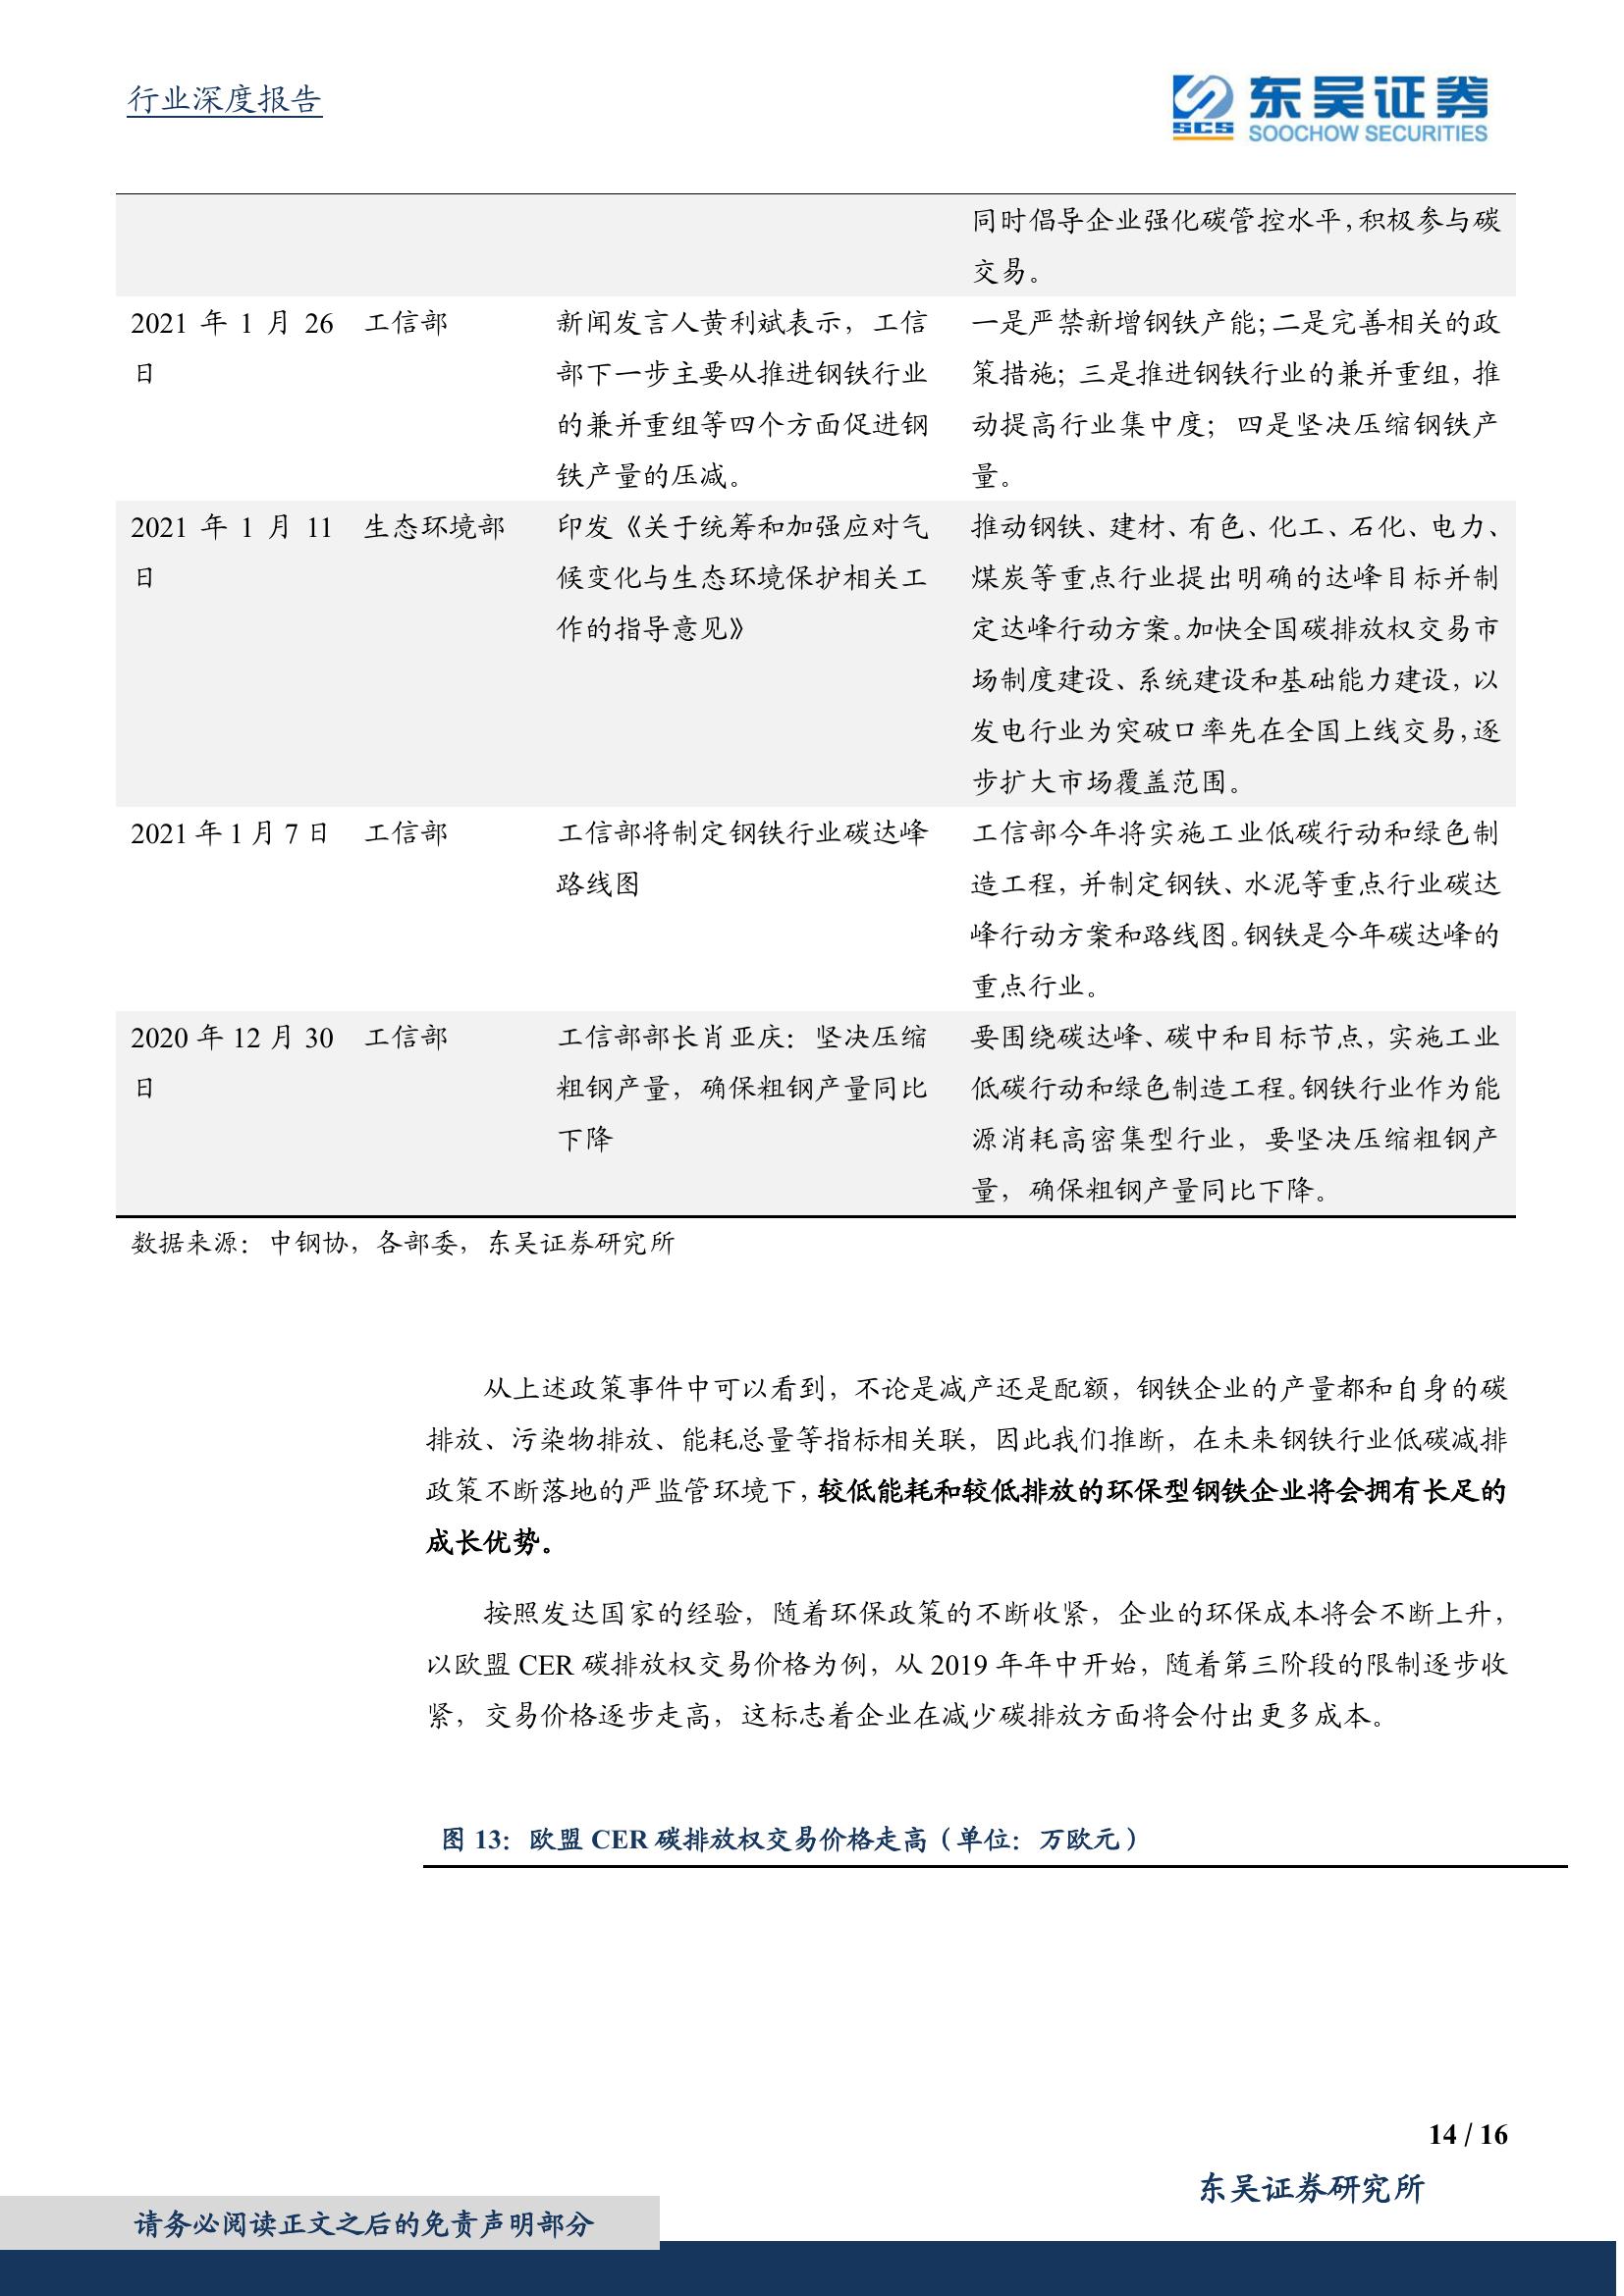 行业深度报告
SCS 东吴证券
SOOCHOW SECURITIES
同时倡导企业强化碳管控水平，积极参与碳
交易。
2021 年 1 月 26 工信部 新闻发言人黄利斌表示，工信 一是严禁新增钢铁产能；二是完善相关的政
日 部下一步主要从推进钢铁行业 策措施；三是推进钢铁行业的兼并重组，推
的兼并重组等四个方面促进钢 动提高行业集中度；四是坚决压缩钢铁产
铁产量的压减。 量。
2021 年 1 月 11 生态环境部 印发《关于统筹和加强应对气 推动钢铁、建材、有色、化工、石化、电力、
日 候变化与生态环境保护相关工 煤炭等重点行业提出明确的达峰目标并制
作的指导意见》 定达峰行动方案。加快全国碳排放权交易市
场制度建设、系统建设和基础能力建设，以
发电行业为突破口率先在全国上线交易，逐
步扩大市场覆盖范围。
2021 年 1 月 7 日 工信部 工信部将制定钢铁行业碳达峰 工信部今年将实施工业低碳行动和绿色制
路线图 造工程，并制定钢铁、水泥等重点行业碳达
峰行动方案和路线图。钢铁是今年碳达峰的
重点行业。
2020 年 12 月 30 工信部 工信部部长肖亚庆：坚决压缩 要围绕碳达峰、碳中和目标节点，实施工业
日 粗钢产量，确保粗钢产量同比 低碳行动和绿色制造工程。钢铁行业作为能
下降 源消耗高密集型行业，要坚决压缩粗钢产
量，确保粗钢产量同比下降。
数据来源：中钢协，各部委，东吴证券研究所
从上述政策事件中可以看到，不论是减产还是配额，钢铁企业的产量都和自身的碳
排放、污染物排放、能耗总量等指标相关联，因此我们推断，在未来钢铁行业低碳减排
政策不断落地的严监管环境下，较低能耗和较低排放的环保型钢铁企业将会拥有长足的
成长优势。
按照发达国家的经验，随着环保政策的不断收紧，企业的环保成本将会不断上升，
以欧盟 CER 碳排放权交易价格为例，从 2019 年年中开始，随着第三阶段的限制逐步收
紧，交易价格逐步走高，这标志着企业在减少碳排放方面将会付出更多成本。
图 13：欧盟 CER 碳排放权交易价格走高（单位：万欧元）
14 / 16
东吴证券研究所
请务必阅读正文之后的免责声明部分